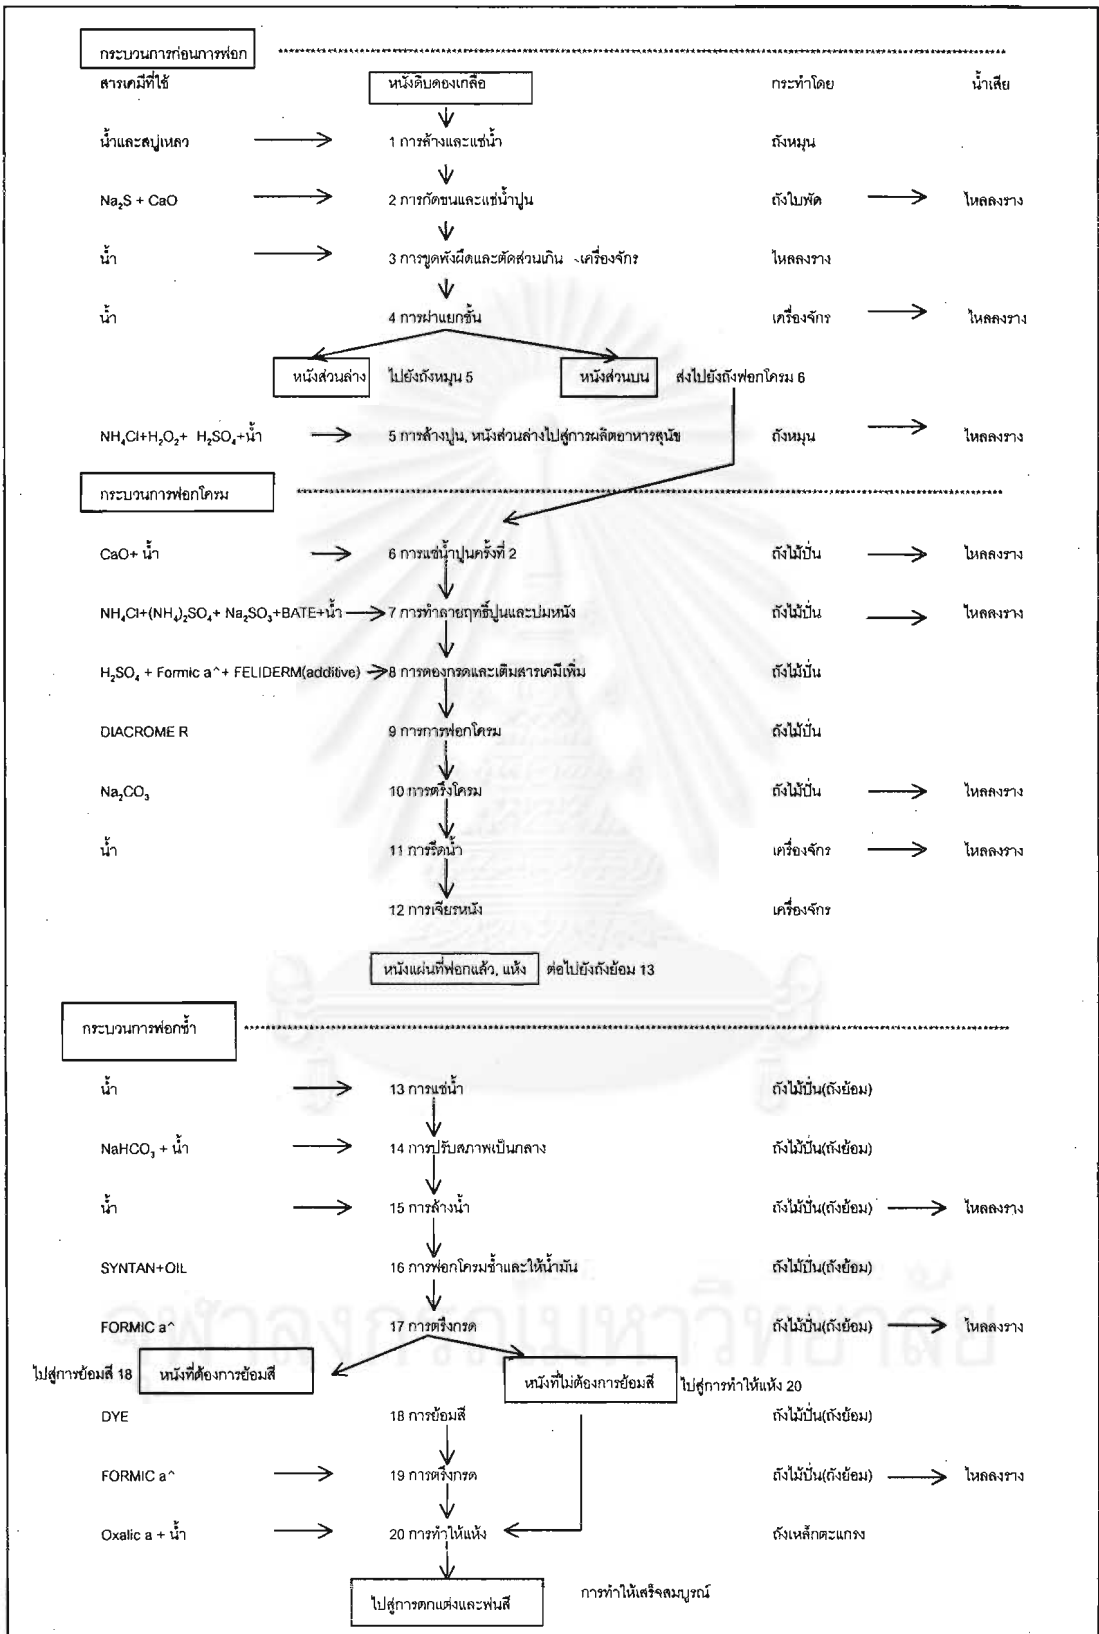 กระบวนการก่อนการฟอก
สารเคมีที่ใช้ หนังดิบดองเกลือ กระทำโดย น้ำเสีย
น้ำและสบู่เหลว 1 การล้างและแช่น้ำ ถังหมุน
Na₂S + CaO 2 การกัดขนและแช่น้ำปูน ถังใบพัด ไหลลงราง
น้ำ 3 การขูดพังผืดและตัดส่วนเกิน -เครื่องจักร ไหลลงราง
น้ำ 4 การผ่าแยกชั้น เครื่องจักร ไหลลงราง
หนังส่วนล่าง ไปยังถังหมุน 5 หนังส่วนบน ส่งไปยังถังฟอกโครม 6
NH₄Cl+H₂O₂+ H₂SO₄+น้ำ 5 การล้างปูน, หนังส่วนล่างไปสู่การผลิตอาหารสุนัข ถังหมุน ไหลลงราง
กระบวนการฟอกโครม
CaO+ น้ำ 6 การแช่น้ำปูนครั้งที่ 2 ถังไม้ปั่น ไหลลงราง
NH₄Cl+(NH₄)₂SO₄+ Na₂SO₃+BATE+น้ำ 7 การทำลายฤทธิ์ปูนและบ่มหนัง ถังไม้ปั่น ไหลลงราง
H₂SO₄ + Formic a^+ FELIDERM(additive) 8 การดองกรดและเติมสารเคมีเพิ่ม ถังไม้ปั่น
DIACROME R 9 การการฟอกโครม ถังไม้ปั่น
Na₂CO₃ 10 การตรึงโครม ถังไม้ปั่น ไหลลงราง
น้ำ 11 การรีดน้ำ เครื่องจักร ไหลลงราง
12 การเจียรหนัง เครื่องจักร
หนังแผ่นที่ฟอกแล้ว, แห้ง ต่อไปยังถังย้อม 13
กระบวนการฟอกซ้ำ
น้ำ 13 การแช่น้ำ ถังไม้ปั่น(ถังย้อม)
NaHCO₃ + น้ำ 14 การปรับสภาพเป็นกลาง ถังไม้ปั่น(ถังย้อม)
น้ำ 15 การล้างน้ำ ถังไม้ปั่น(ถังย้อม) ไหลลงราง
SYNTAN+OIL 16 การฟอกโครมซ้ำและให้น้ำมัน ถังไม้ปั่น(ถังย้อม)
จุฬาลงกรณ์มหาวิทยาลัย
FORMIC a^ 17 การตรึงกรด ถังไม้ปั่น(ถังย้อม) ไหลลงราง
ไปสู่การย้อมสี 18 หนังที่ต้องการย้อมสี หนังที่ไม่ต้องการย้อมสี ไปสู่การทำให้แห้ง 20
DYE 18 การย้อมสี ถังไม้ปั่น(ถังย้อม)
FORMIC a^ 19 การตรึงกรด ถังไม้ปั่น(ถังย้อม) ไหลลงราง
Oxalic a + น้ำ 20 การทำให้แห้ง ถังเหล็กตะแกรง
ไปสู่การตกแต่งและพ่นสี การทำให้เสร็จสมบูรณ์